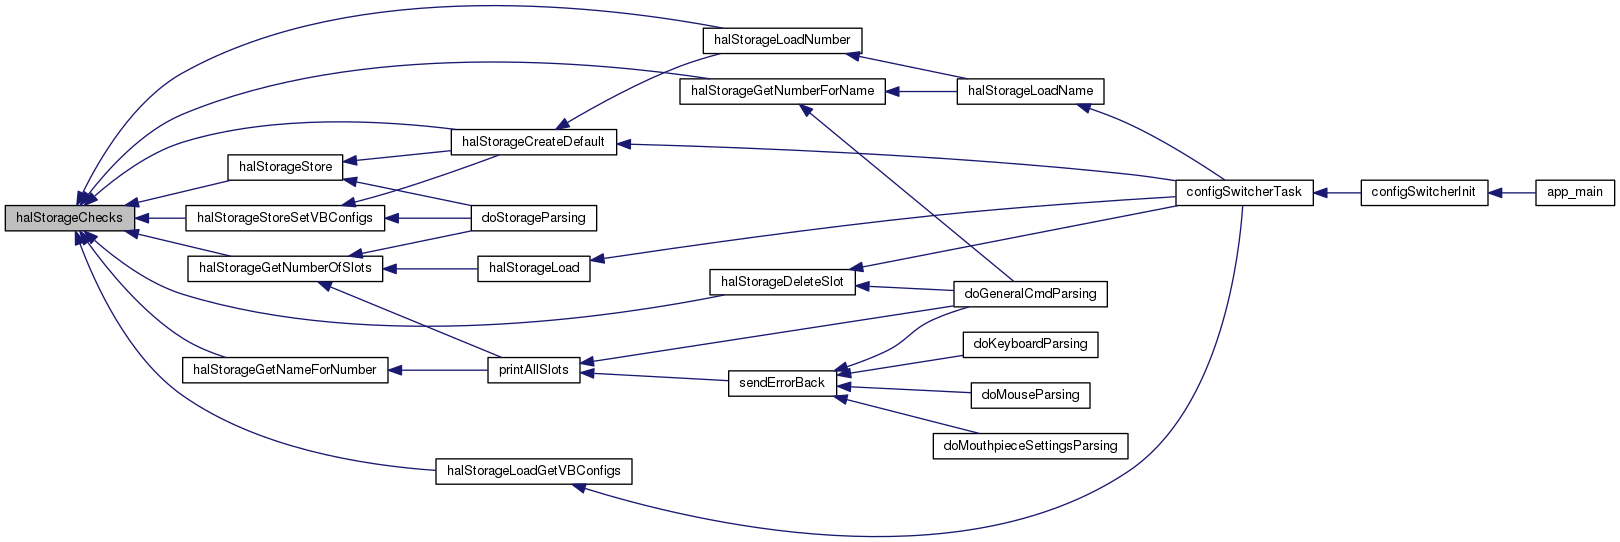 halStorageLoadNumber
halStorageGetNumberForName
halStorageLoadName
halStorageCreateDefault
halStorageStore
configSwitcherTask
configSwitcherInit
app_main
halStorageChecks
halStorageStoreSetVBConfigs
doStorageParsing
halStorageGetNumberOfSlots
halStorageLoad
halStorageDeleteSlot
doGeneralCmdParsing
doKeyboardParsing
halStorageGetNameForNumber
printAllSlots
sendErrorBack
doMouseParsing
doMouthpieceSettingsParsing
halStorageLoadGetVBConfigs